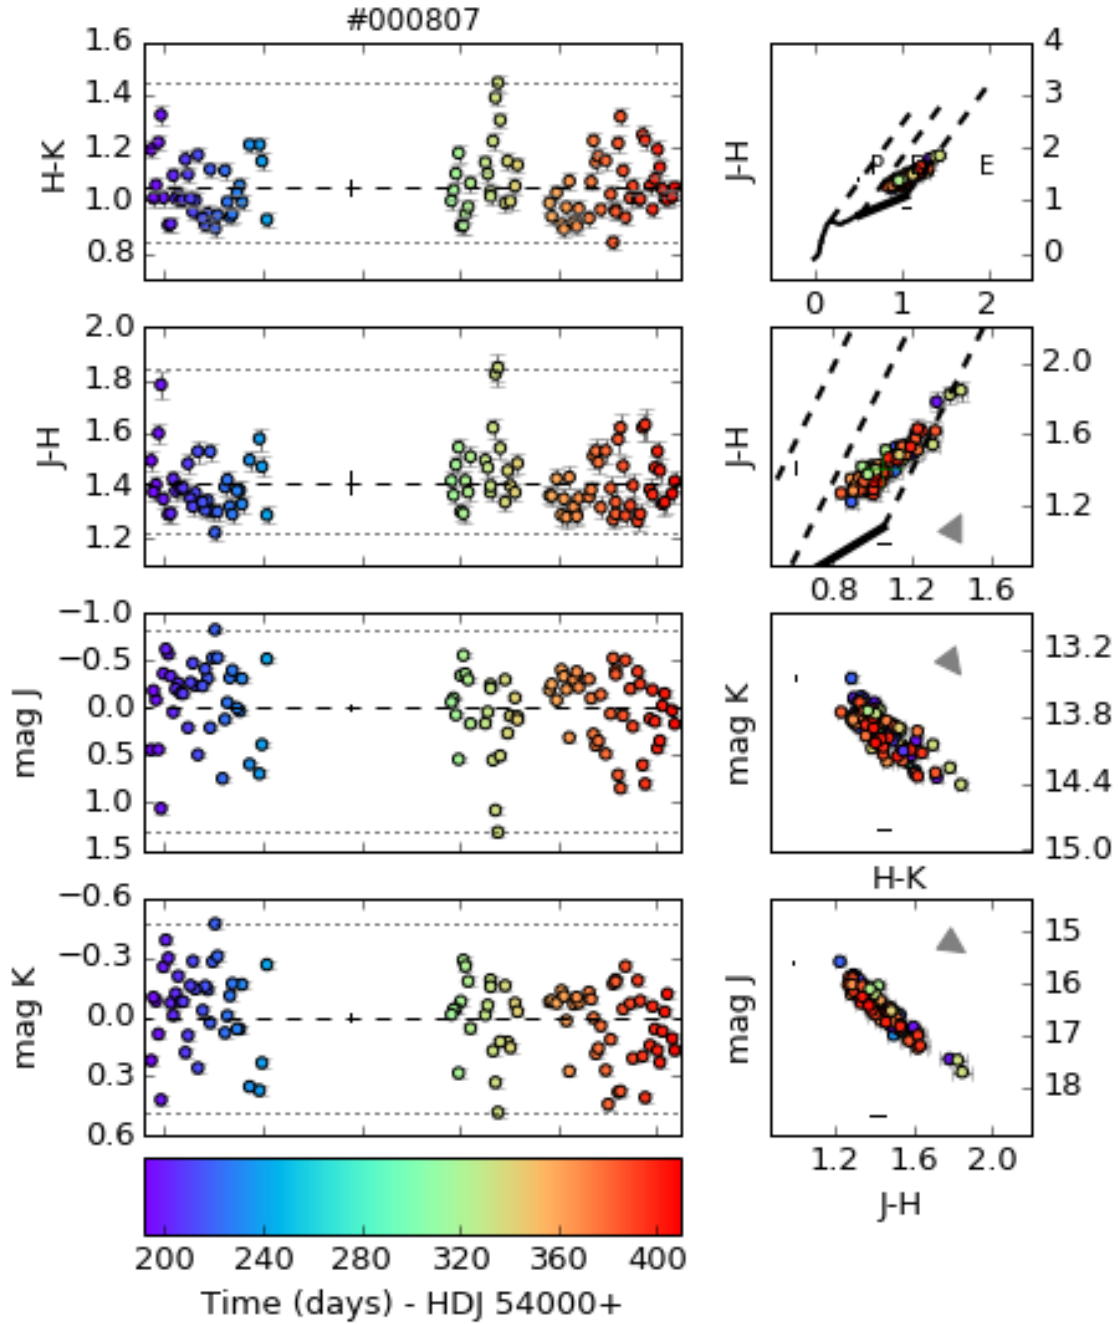 #000807
1.6
1.4
1.2
1.0
0.8
H-K
4
3
2
1
0
J-H
P
F
E
0 1 2
2.0
1.8
1.6
1.4
1.2
J-H
2.0
1.6
1.2
J-H
0.8 1.2 1.6
−1.0
−0.5
0.0
0.5
1.0
1.5
mag J
13.2
13.8
14.4
15.0
mag K
H-K
−0.6
−0.3
0.0
0.3
0.6
mag K
15
16
17
18
mag J
1.2 1.6 2.0
J-H
200 240 280 320 360 400
Time (days) - HDJ 54000+